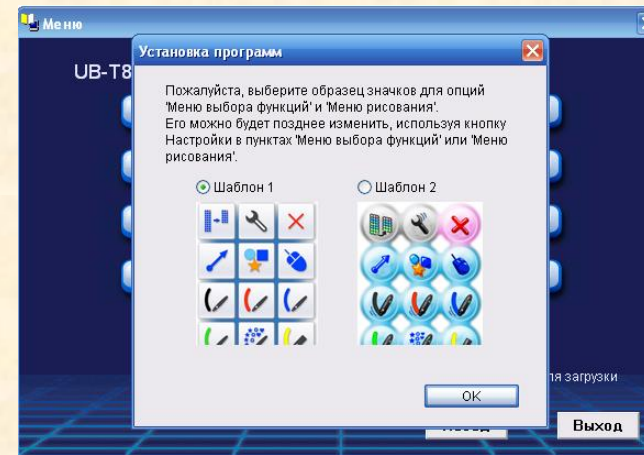 Меню
UB-T8
Установка программ
Пожалуйста, выберите образец значков для опций
'Меню выбора функций' и 'Меню рисования'.
Его можно будет позднее изменить, используя кнопку
Настройки в пунктах 'Меню выбора функций' или 'Меню
рисования'.
Шаблон 1
Шаблон 2
ля загрузки
OK
Выход